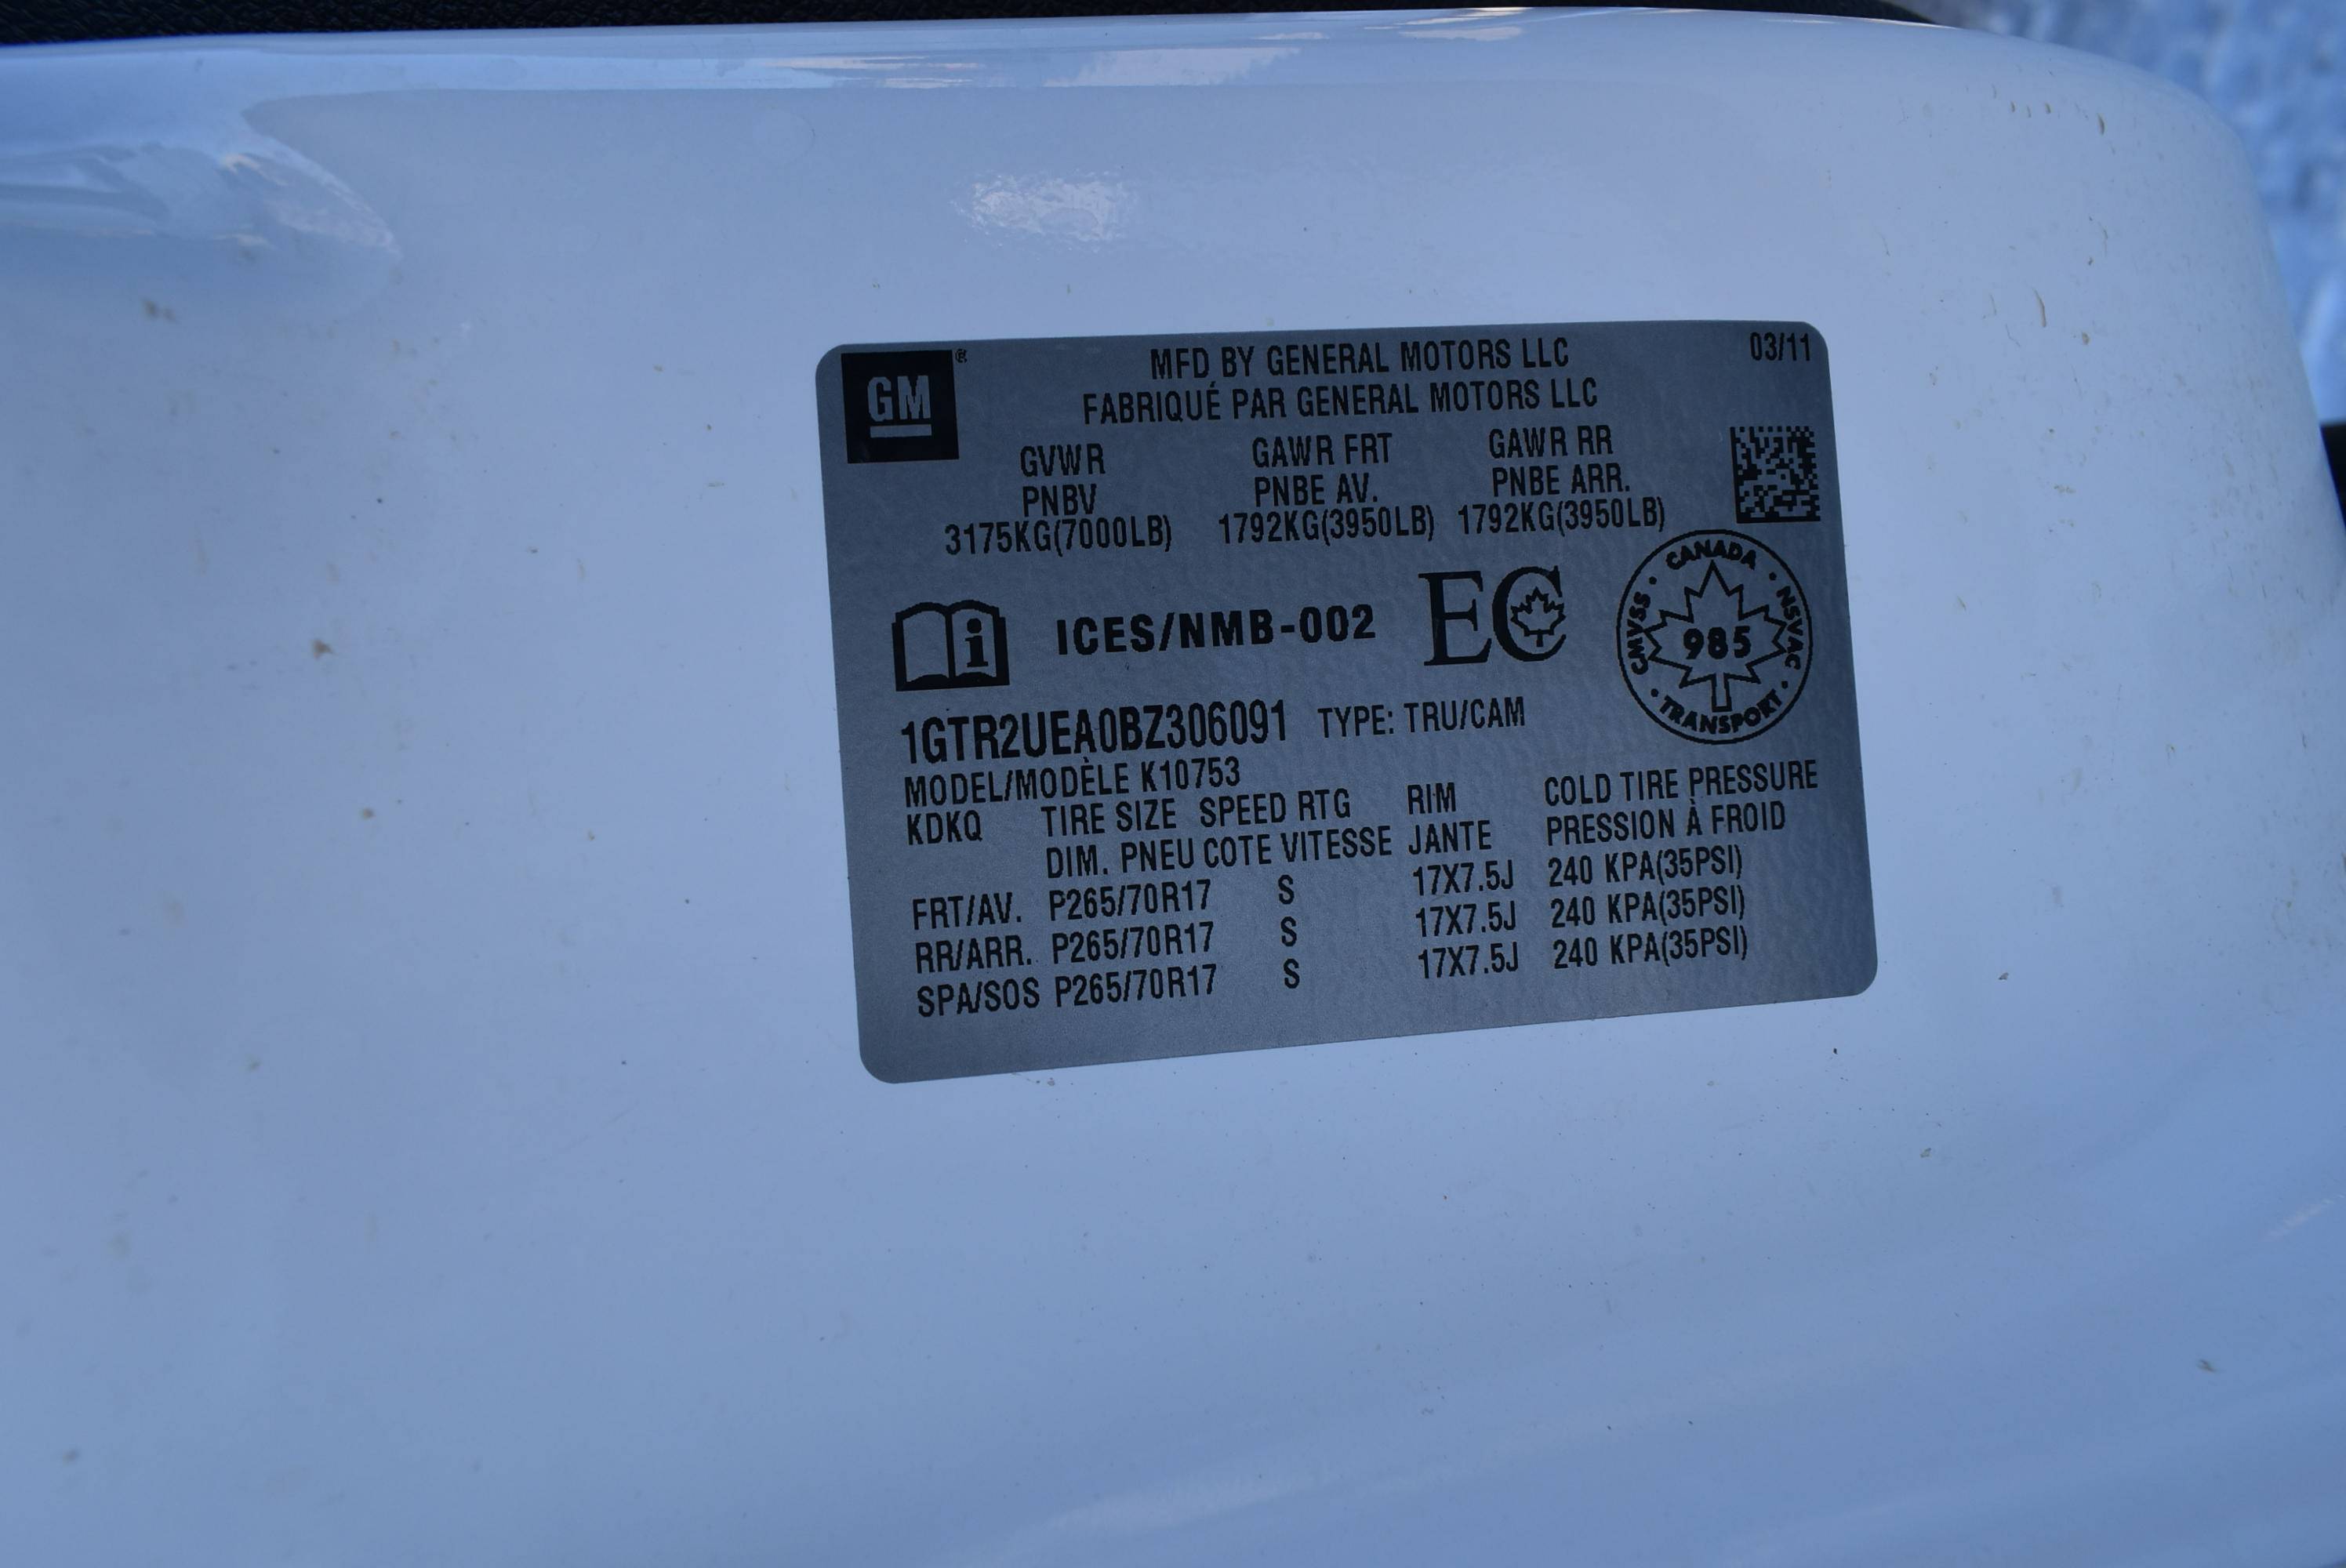 GM ®
MFD BY GENERAL MOTORS LLC 03/11
FABRIQUÉ PAR GENERAL MOTORS LLC
GVWR GAWR FRT GAWR RR
PNBV PNBE AV. PNBE ARR.
3175KG(7000LB) 1792KG(3950LB) 1792KG(3950LB)
i ICES/NMB-002 EC
CANADA · NSVAC · TRANSPORT · CMVSS ·
985
1GTR2UEA0BZ306091 TYPE: TRU/CAM
MODEL/MODÈLE K10753
KDKQ TIRE SIZE SPEED RTG RIM COLD TIRE PRESSURE
DIM. PNEU COTE VITESSE JANTE PRESSION À FROID
FRT/AV. P265/70R17 S 17X7.5J 240 KPA(35PSI)
RR/ARR. P265/70R17 S 17X7.5J 240 KPA(35PSI)
SPA/SOS P265/70R17 S 17X7.5J 240 KPA(35PSI)